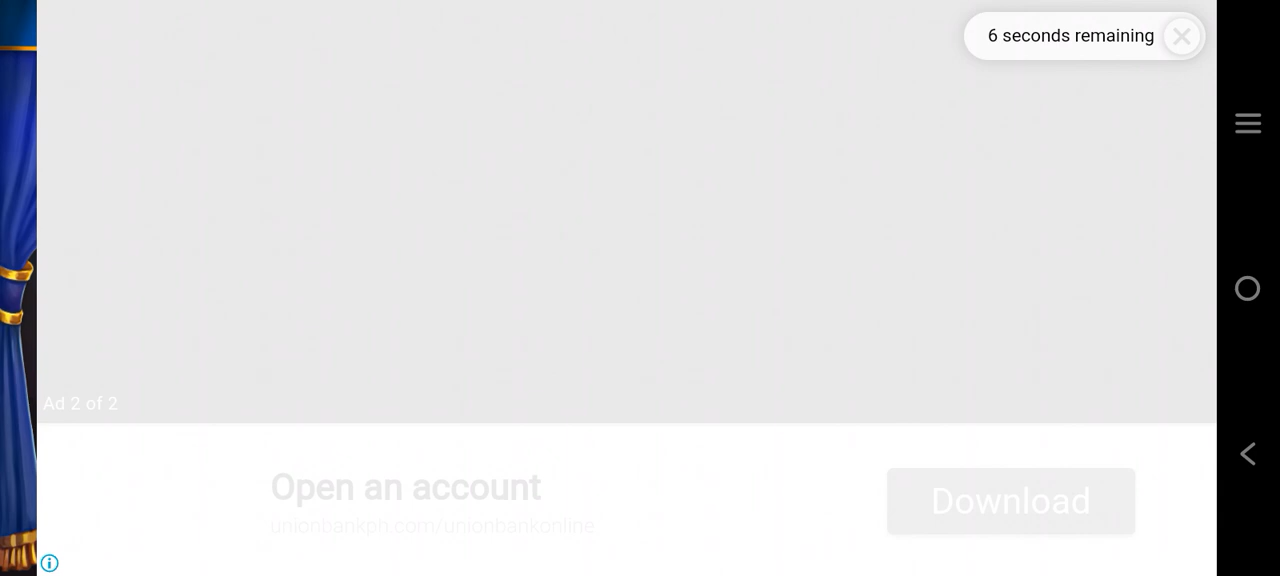 6 seconds remaining
Ad 2 of 2
Open an account
unionbankph.com/unionbankonline
Download